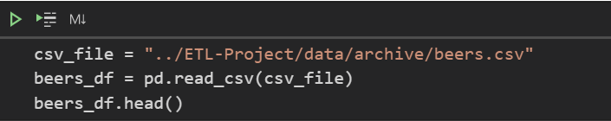 M↓
csv_file = "../ETL-Project/data/archive/beers.csv"
beers_df = pd.read_csv(csv_file)
beers_df.head()